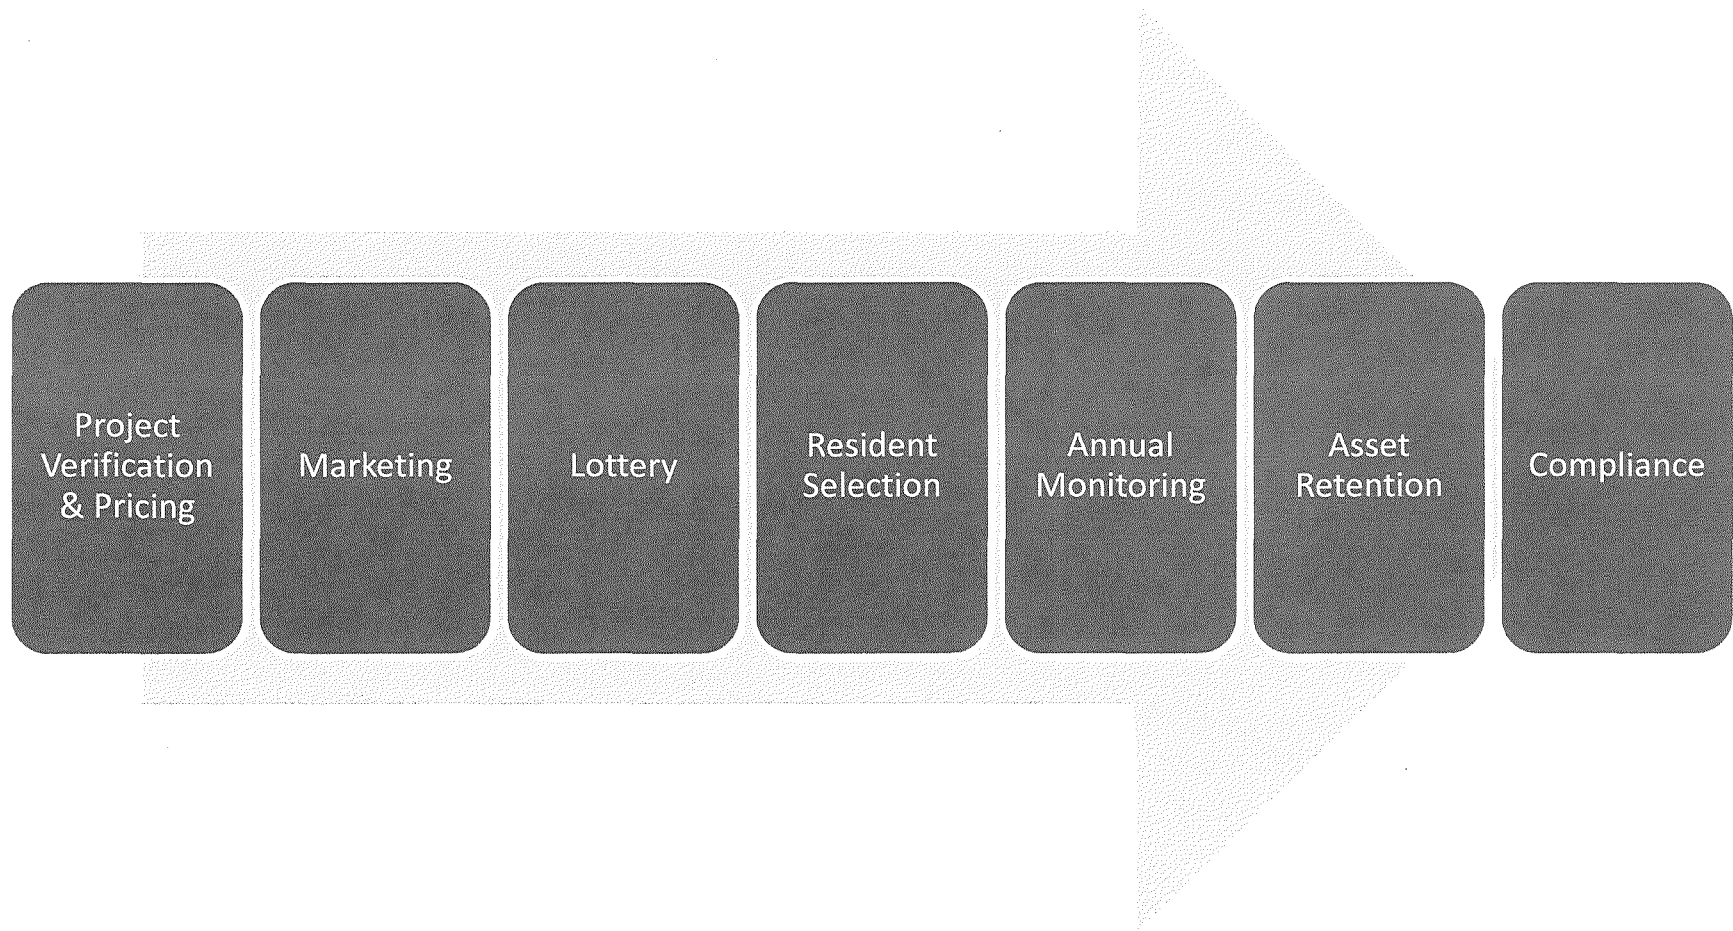 Project
Verification
& Pricing
Marketing
Lottery
Resident
Selection
Annual
Monitoring
Asset
Retention
Compliance